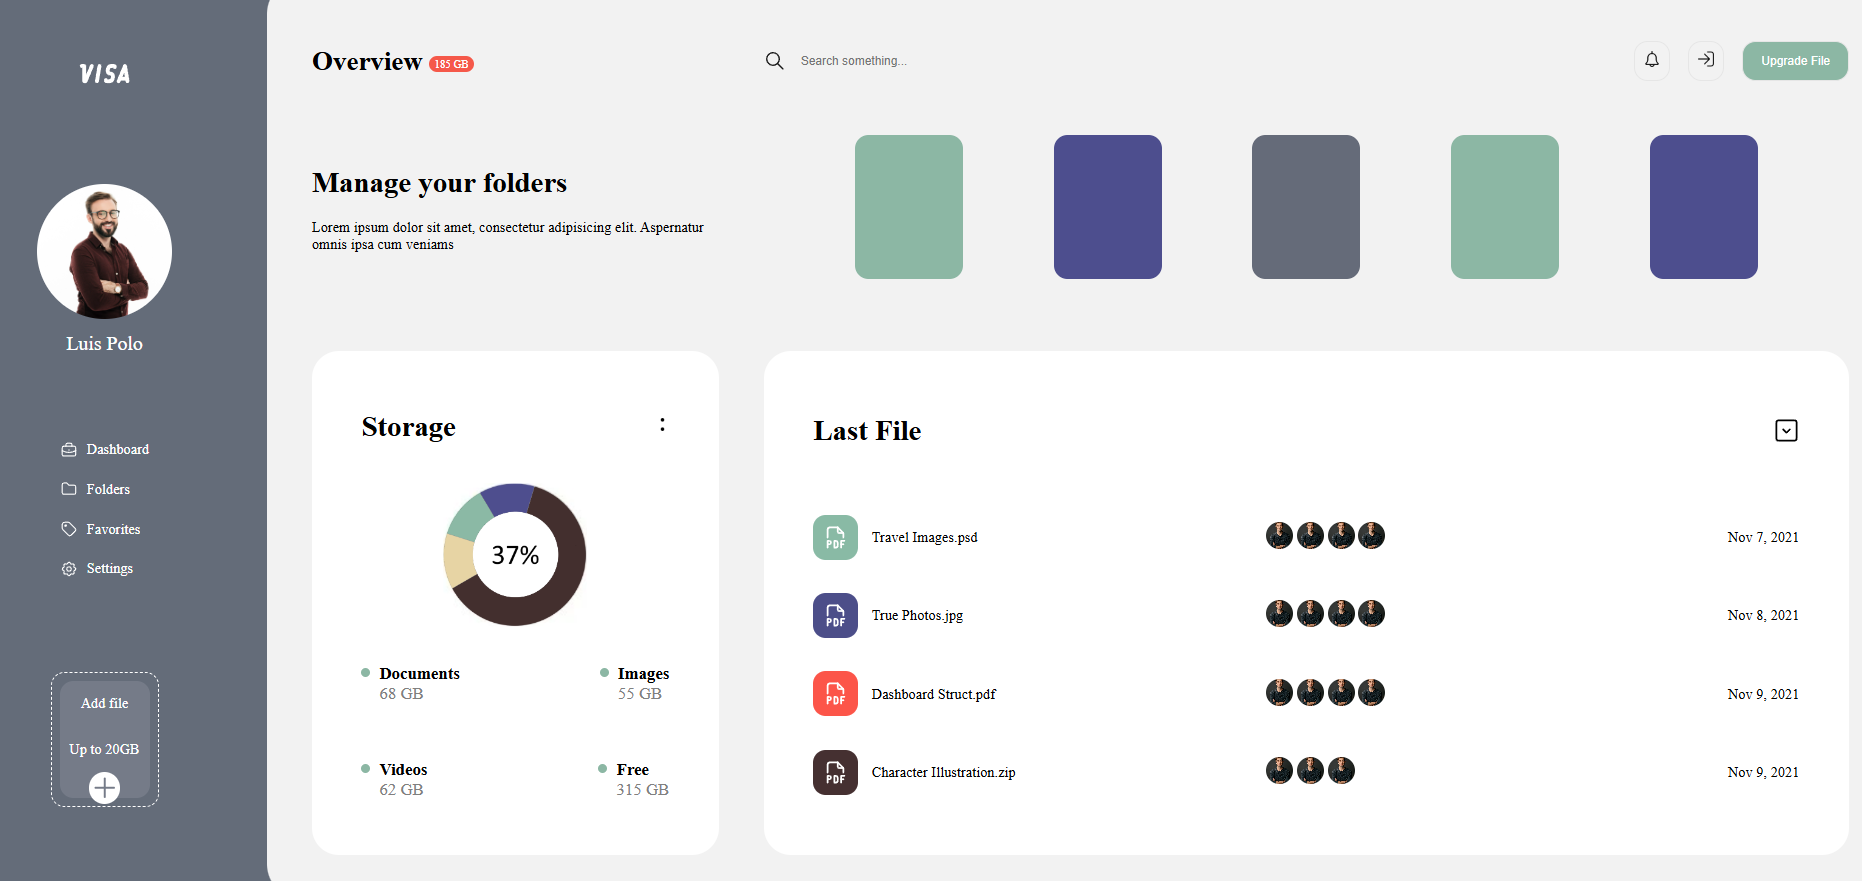 VISA
Luis Polo
Dashboard
Folders
Favorites
Settings
Add file
Up to 20GB
Overview 185 GB
Search something...
Upgrade File
Manage your folders
Lorem ipsum dolor sit amet, consectetur adipisicing elit. Aspernatur
omnis ipsa cum veniams
Storage
37%
Documents
68 GB
Images
55 GB
Videos
62 GB
Free
315 GB
Last File
PDF Travel Images.psd Nov 7, 2021
PDF True Photos.jpg Nov 8, 2021
PDF Dashboard Struct.pdf Nov 9, 2021
PDF Character Illustration.zip Nov 9, 2021